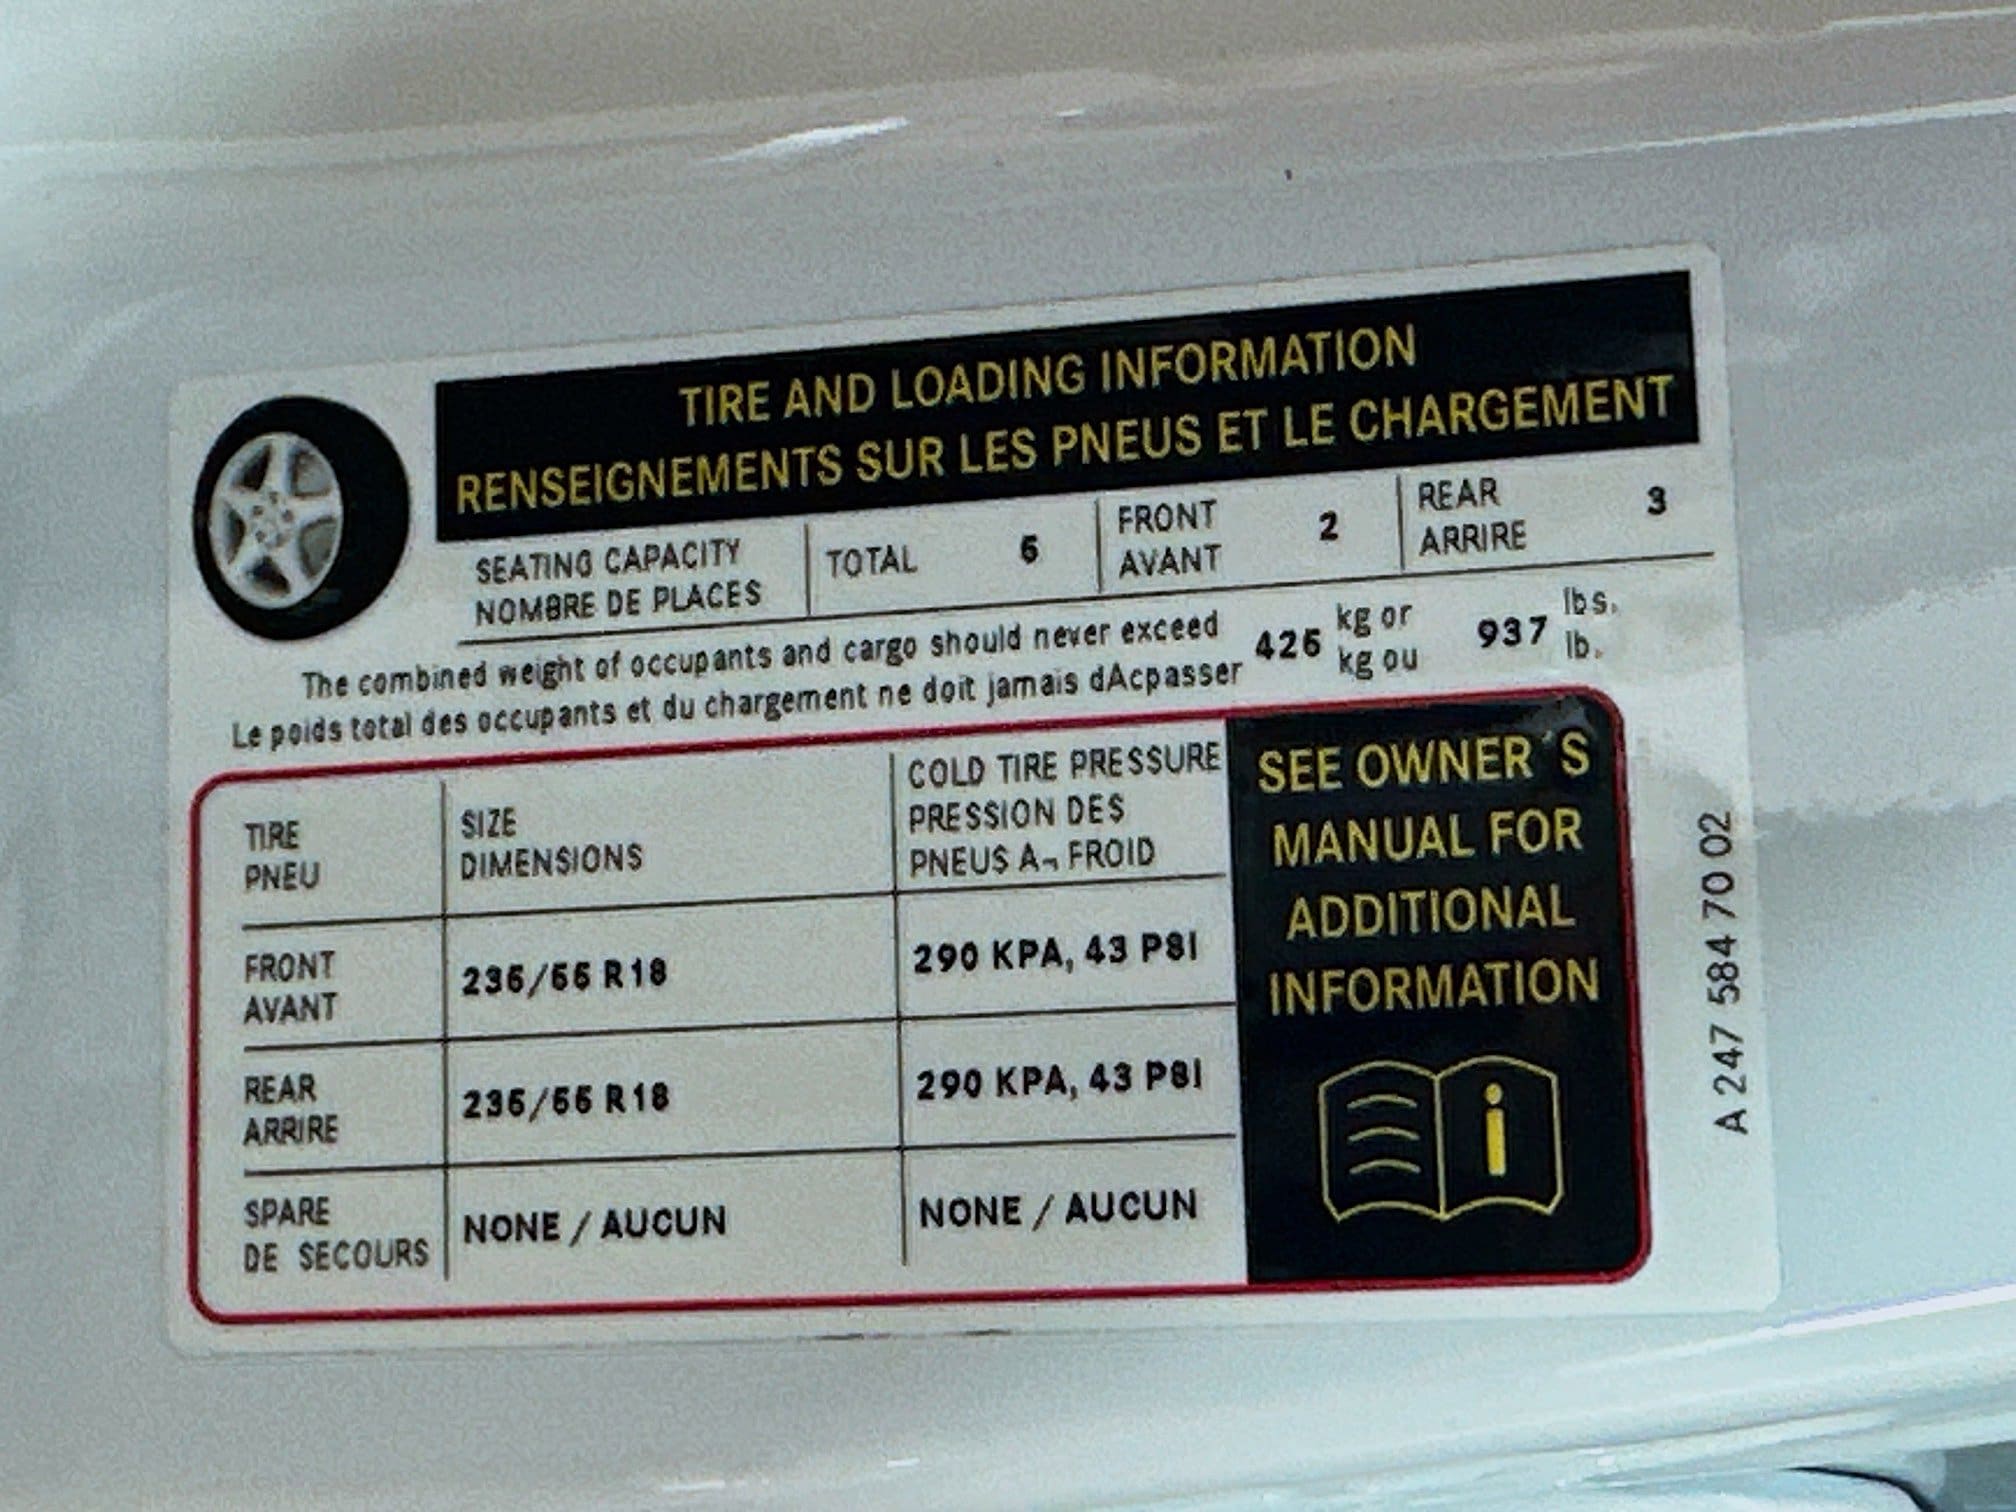 TIRE AND LOADING INFORMATION
RENSEIGNEMENTS SUR LES PNEUS ET LE CHARGEMENT
SEATING CAPACITY
NOMBRE DE PLACES
TOTAL 5
FRONT
AVANT
2
REAR
ARRIRE
3
The combined weight of occupants and cargo should never exceed
Le poids total des occupants et du chargement ne doit jamais dAcpasser
425
kg or
kg ou
937
lbs.
lb.
TIRE
PNEU
SIZE
DIMENSIONS
COLD TIRE PRESSURE
PRESSION DES
PNEUS A¬ FROID
FRONT
AVANT
235/55 R18
290 KPA, 43 PSI
REAR
ARRIRE
235/55 R18
290 KPA, 43 PSI
SPARE
DE SECOURS
NONE / AUCUN
NONE / AUCUN
SEE OWNER´S
MANUAL FOR
ADDITIONAL
INFORMATION
i
A 247 584 70 02